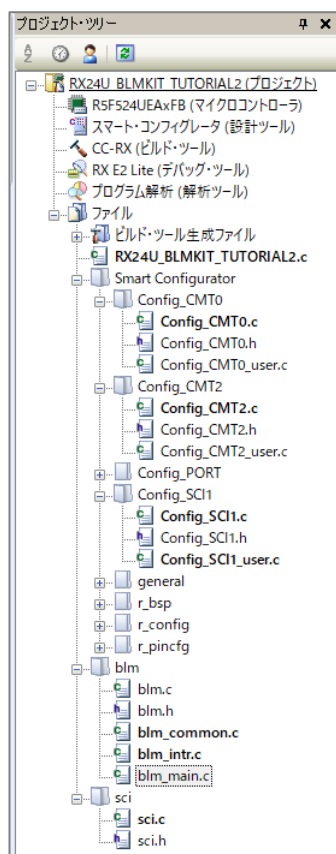 プロジェクト・ツリー
RX24U_BLMKIT_TUTORIAL2 (プロジェクト)
R5F524UEAxFB (マイクロコントローラ)
スマート・コンフィグレータ (設計ツール)
CC-RX (ビルド・ツール)
RX E2 Lite (デバッグ・ツール)
プログラム解析 (解析ツール)
ファイル
ビルド・ツール生成ファイル
RX24U_BLMKIT_TUTORIAL2.c
Smart Configurator
Config_CMT0
Config_CMT0.c
Config_CMT0.h
Config_CMT0_user.c
Config_CMT2
Config_CMT2.c
Config_CMT2.h
Config_CMT2_user.c
Config_PORT
Config_SCI1
Config_SCI1.c
Config_SCI1.h
Config_SCI1_user.c
general
r_bsp
r_config
r_pincfg
blm
blm.c
blm.h
blm_common.c
blm_intr.c
blm_main.c
sci
sci.c
sci.h